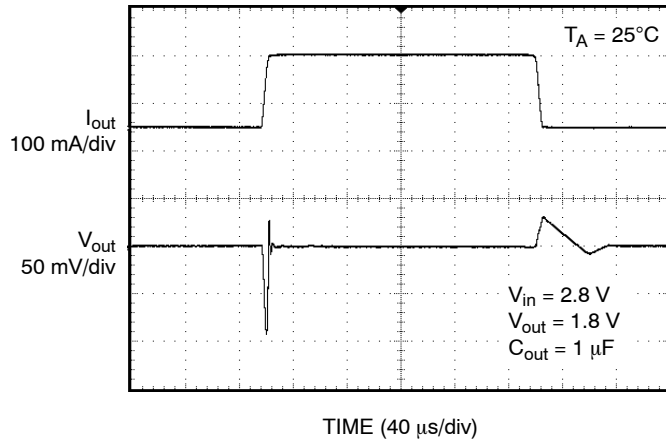 T_A = 25°C
I_out
100 mA/div
V_out
50 mV/div
V_in = 2.8 V
V_out = 1.8 V
C_out = 1 μF
TIME (40 μs/div)